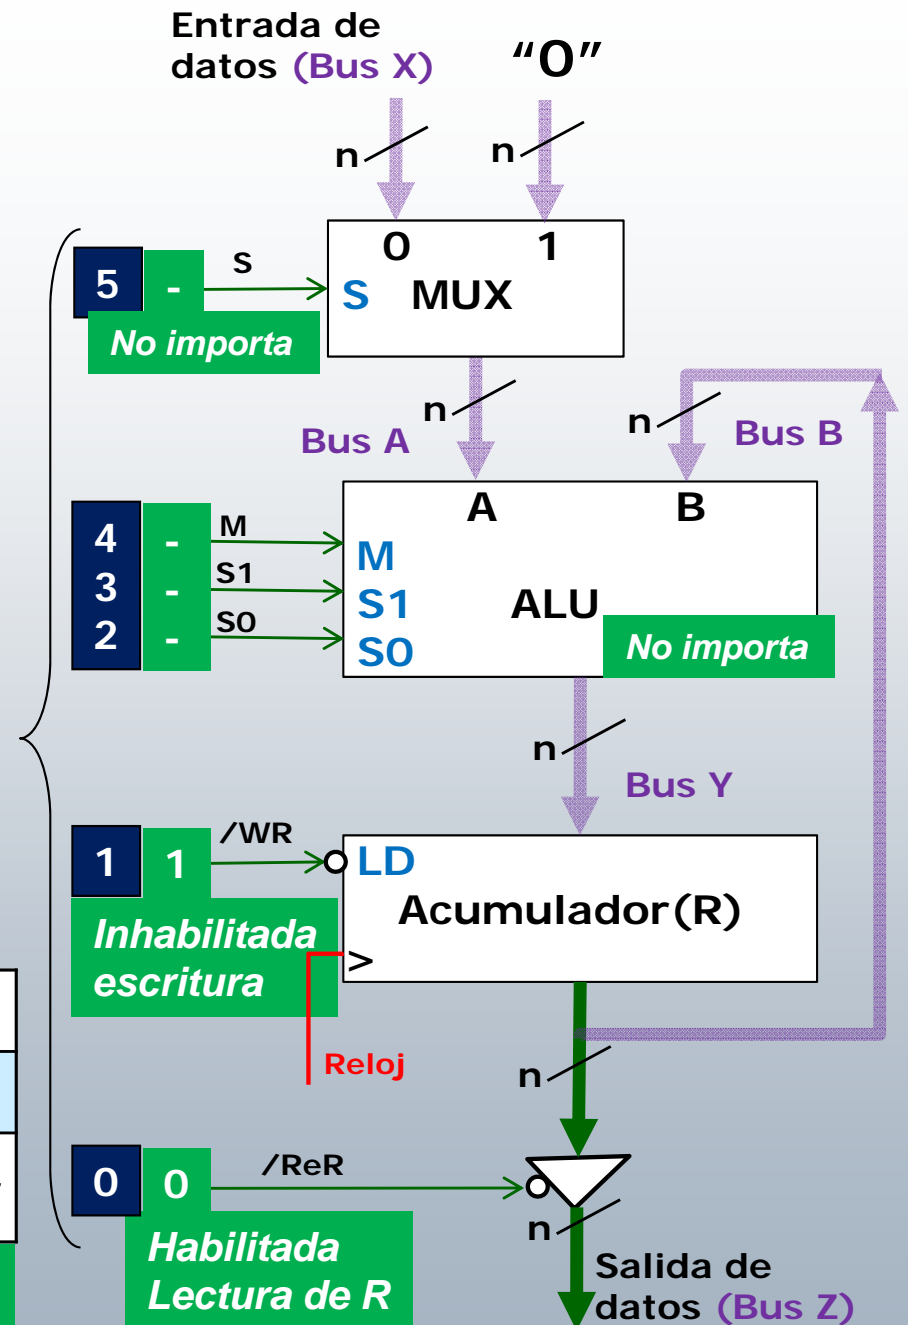 Entrada de
datos (Bus X)
“0”
n
n
0 1
5 - S
S MUX
No importa
n
n
Bus A
Bus B
A B
4 - M
M
3 - S1
S1 ALU
2 - S0
S0
No importa
n
Bus Y
1 1 /WR
LD
Acumulador(R)
Inhabilitada
escritura
>
Reloj
n
0 0 /ReR
n
Habilitada
Lectura de R
Salida de
datos (Bus Z)